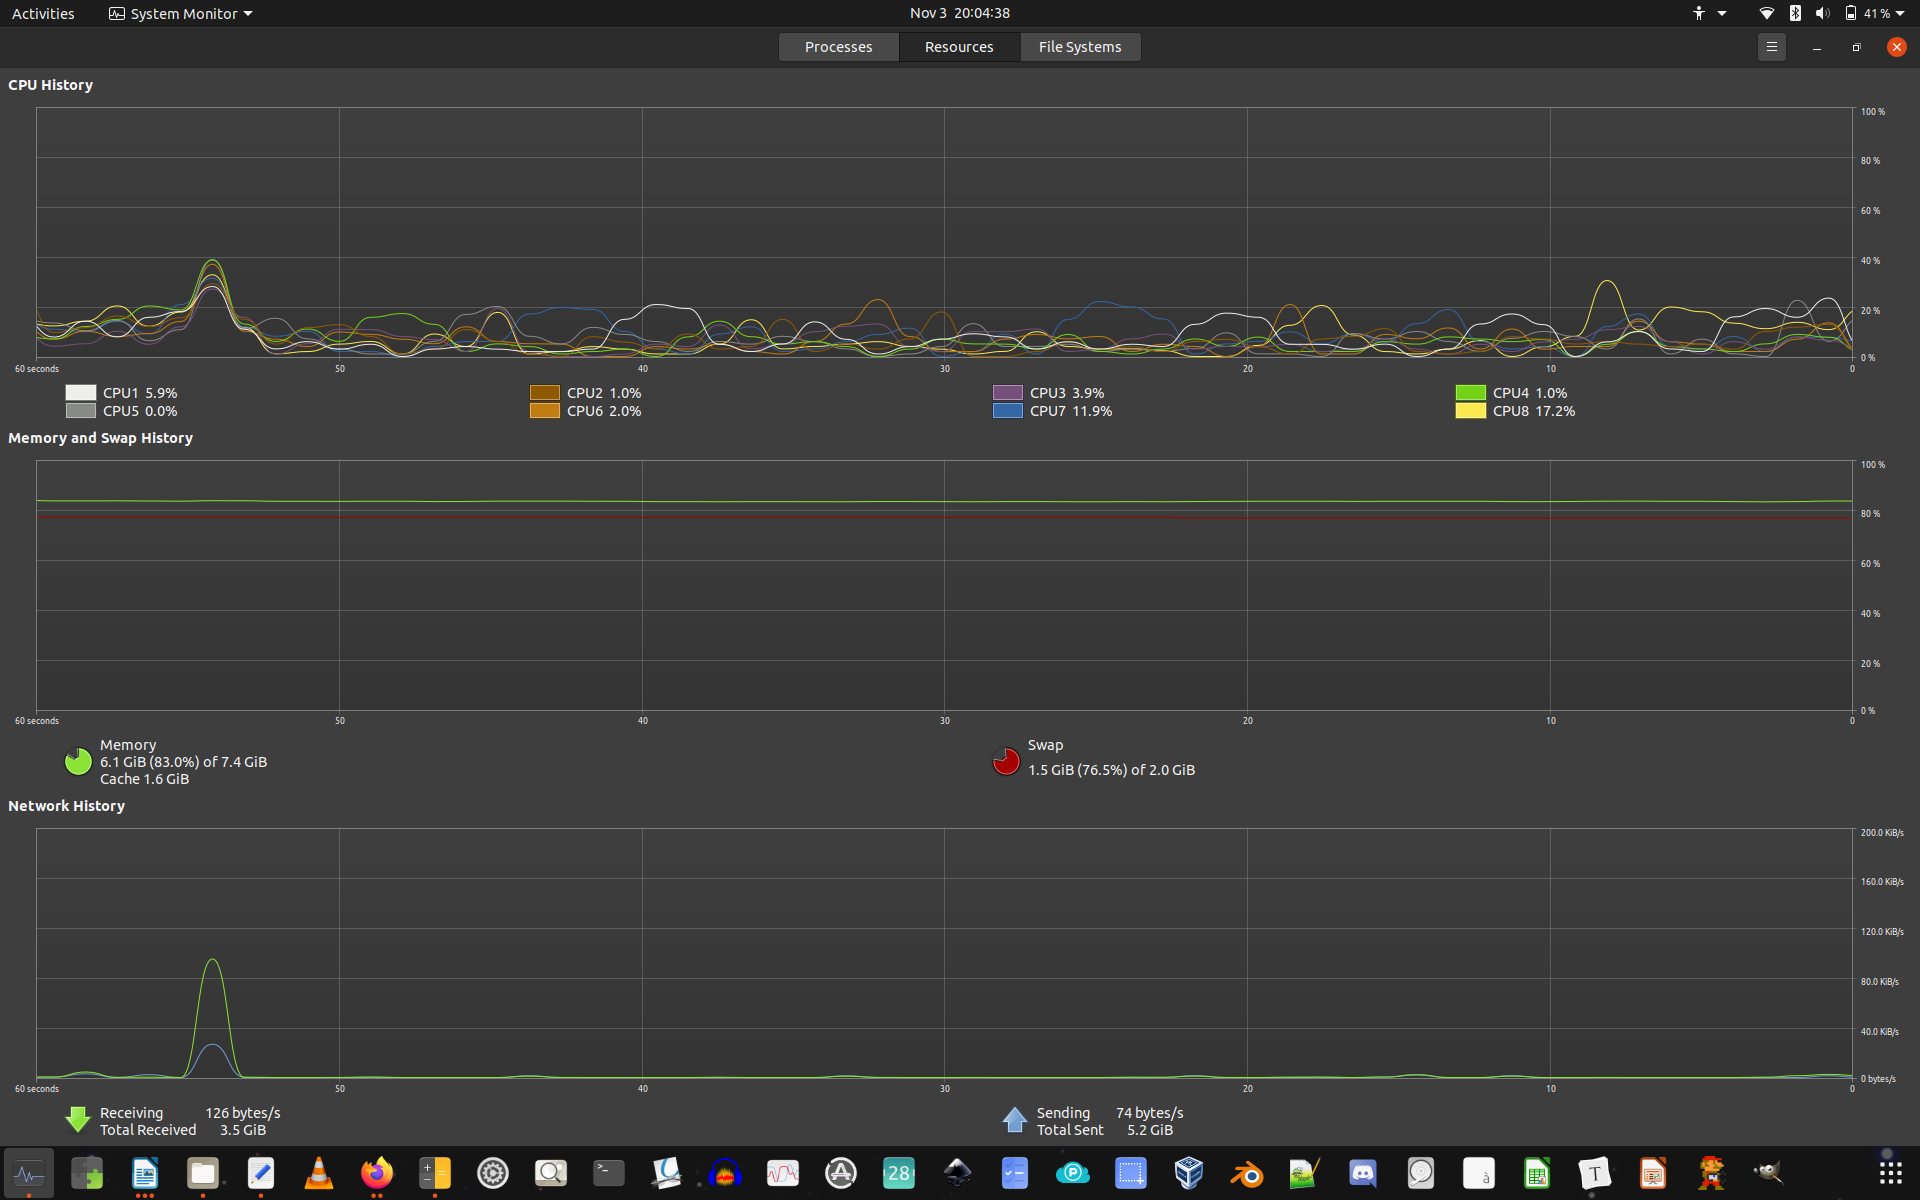 Activities
System Monitor
Nov 3 20:04:38
41 %
Processes
Resources
File Systems
CPU History
100 %
80 %
60 %
40 %
20 %
0 %
60 seconds
50
40
30
20
10
0
CPU1 5.9%
CPU2 1.0%
CPU3 3.9%
CPU4 1.0%
CPU5 0.0%
CPU6 2.0%
CPU7 11.9%
CPU8 17.2%
Memory and Swap History
100 %
80 %
60 %
40 %
20 %
0 %
60 seconds
50
40
30
20
10
0
Memory
6.1 GiB (83.0%) of 7.4 GiB
Cache 1.6 GiB
Swap
1.5 GiB (76.5%) of 2.0 GiB
Network History
200.0 KiB/s
160.0 KiB/s
120.0 KiB/s
80.0 KiB/s
40.0 KiB/s
0 bytes/s
60 seconds
50
40
30
20
10
0
Receiving 126 bytes/s
Total Received 3.5 GiB
Sending 74 bytes/s
Total Sent 5.2 GiB
28
à
T